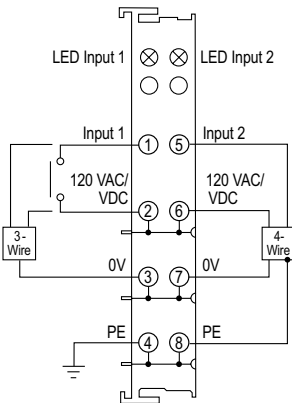 LED Input 1 LED Input 2
Input 1 1 5 Input 2
120 VAC/
VDC
120 VAC/
VDC
2 6
3-
Wire
4-
Wire
0V 3 7 0V
PE 4 8 PE